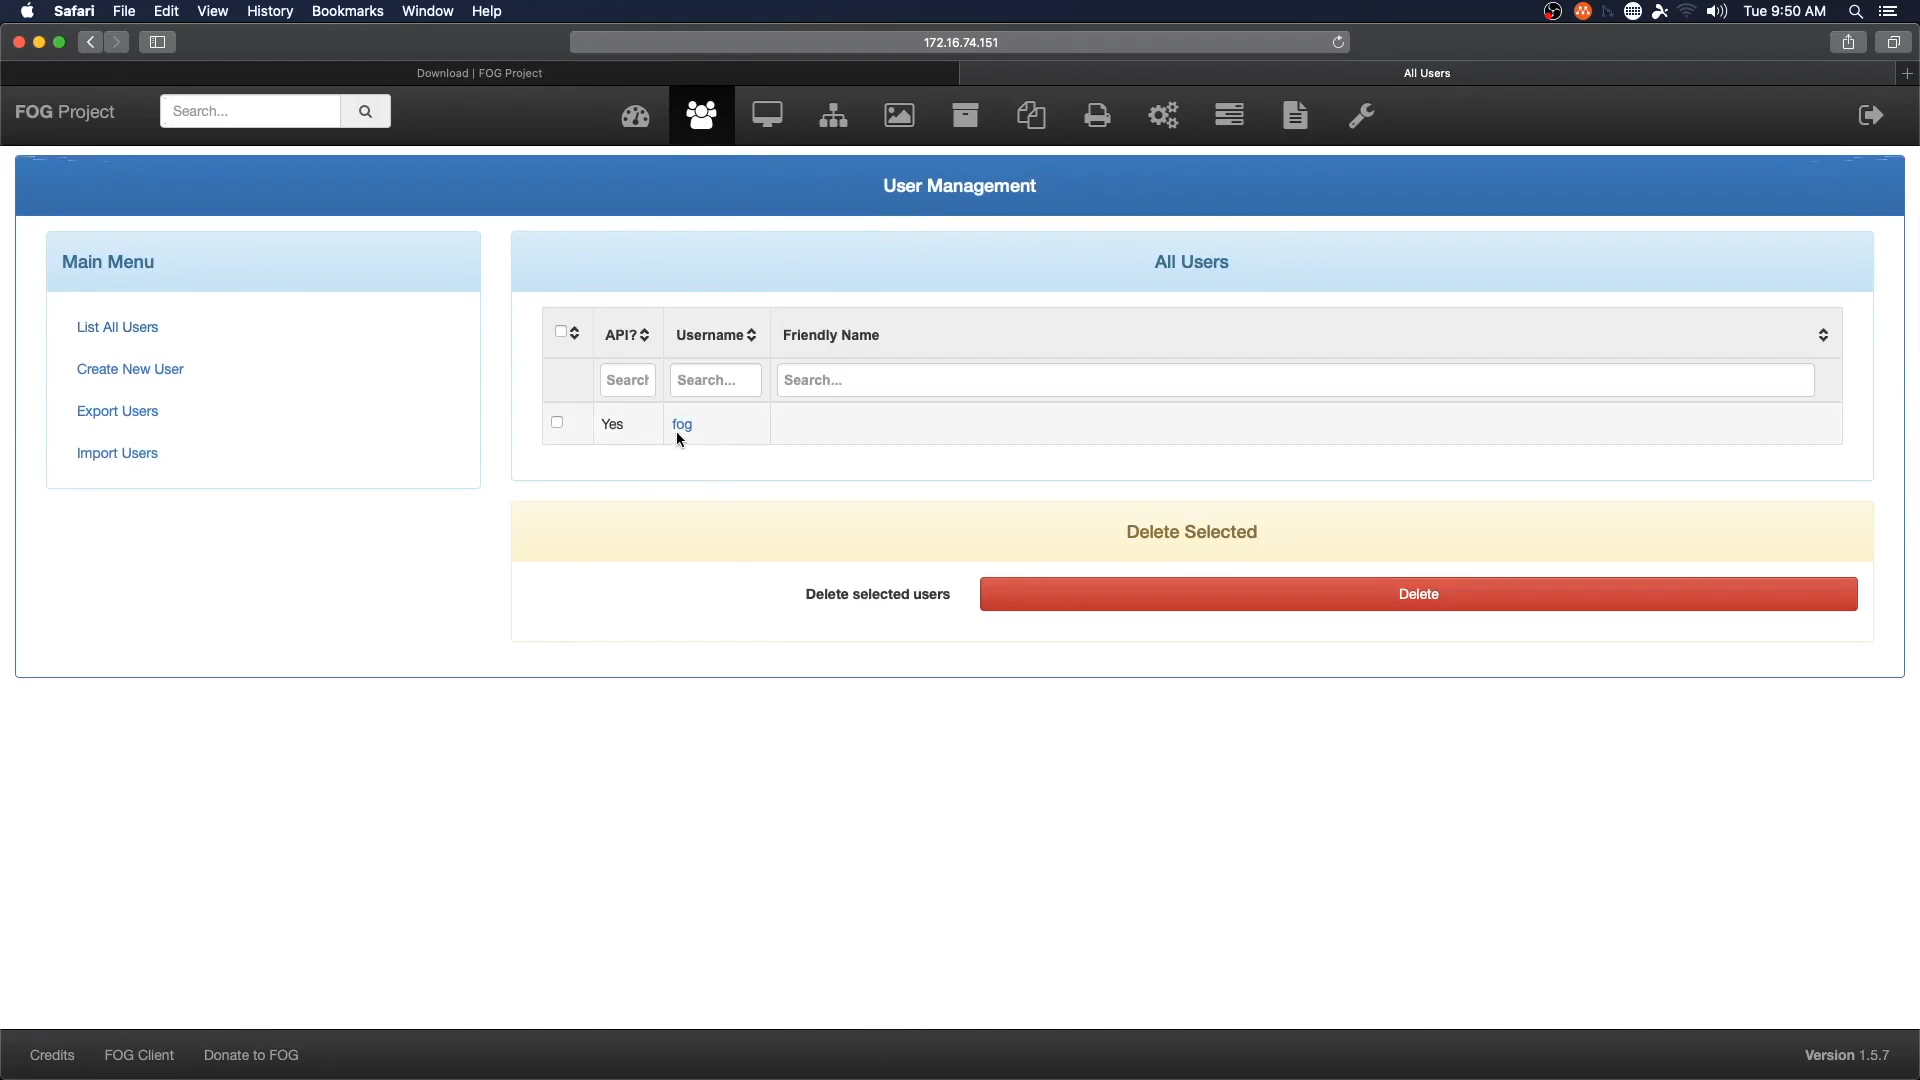 Safari File Edit View History Bookmarks Window Help Tue 9:50 AM
172.16.74.151
Download | FOG Project All Users
FOG Project Search...
User Management
Main Menu
List All Users
Create New User
Export Users
Import Users
All Users
API? Username Friendly Name
Search Search... Search...
Yes fog
Delete Selected
Delete selected users Delete
Credits FOG Client Donate to FOG Version 1.5.7